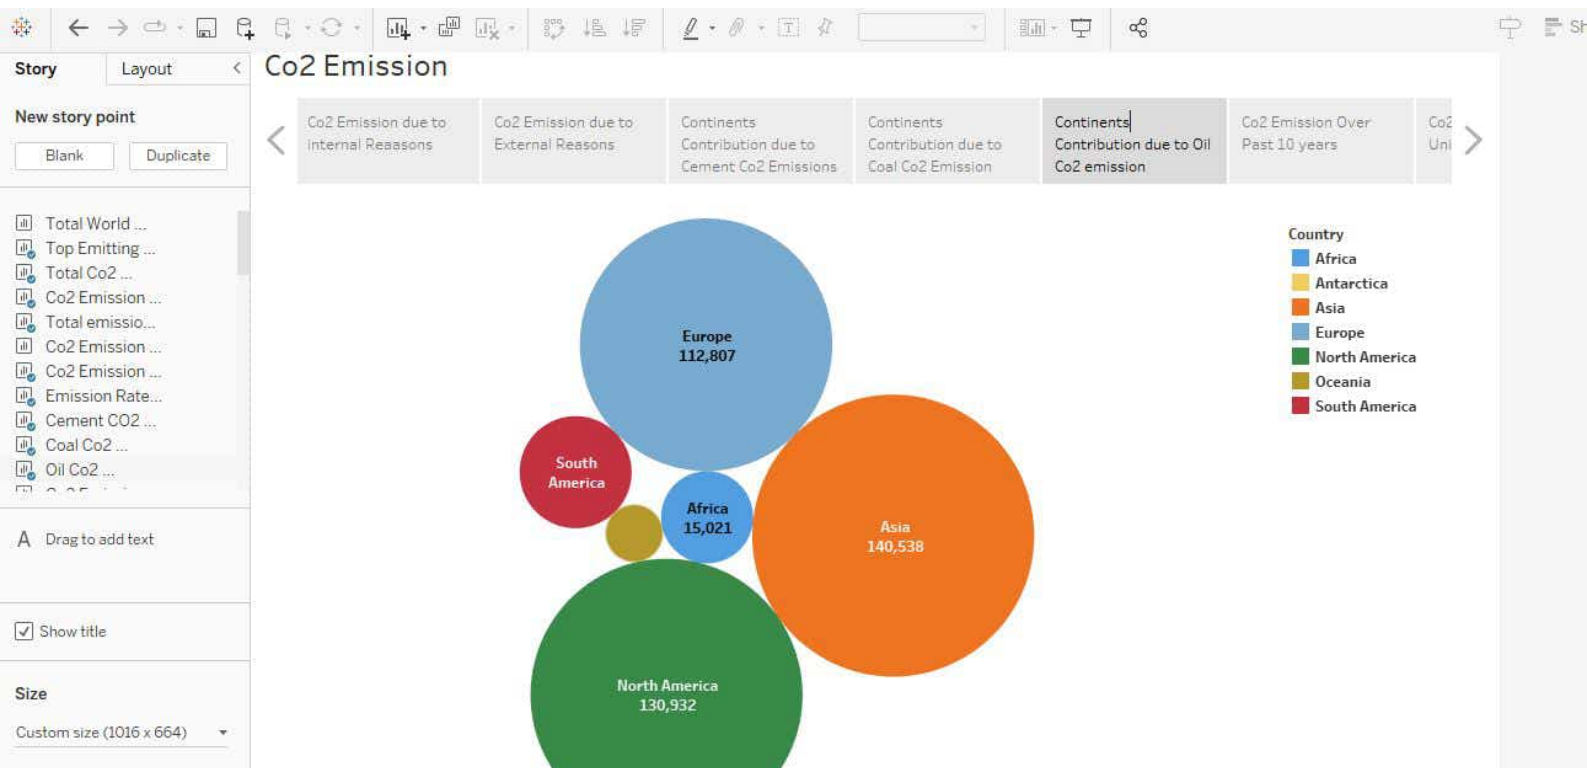 Sh
Story
Layout
Co2 Emission
New story point
Blank
Duplicate
Co2 Emission due to
internal Reaasons
Co2 Emission due to
External Reasons
Continents
Contribution due to
Cement Co2 Emissions
Continents
Contribution due to
Coal Co2 Emission
Continents
Contribution due to Oil
Co2 emission
Co2 Emission Over
Past 10 years
Co2
Uni
Total World ...
Top Emitting ...
Total Co2 ...
Co2 Emission ...
Total emissio...
Co2 Emission ...
Co2 Emission ...
Emission Rate...
Cement CO2 ...
Coal Co2 ...
Oil Co2 ...
A Drag to add text
Show title
Size
Custom size (1016 x 664)
Europe
112,807
South
America
Africa
15,021
Asia
140,538
North America
130,932
Country
Africa
Antarctica
Asia
Europe
North America
Oceania
South America